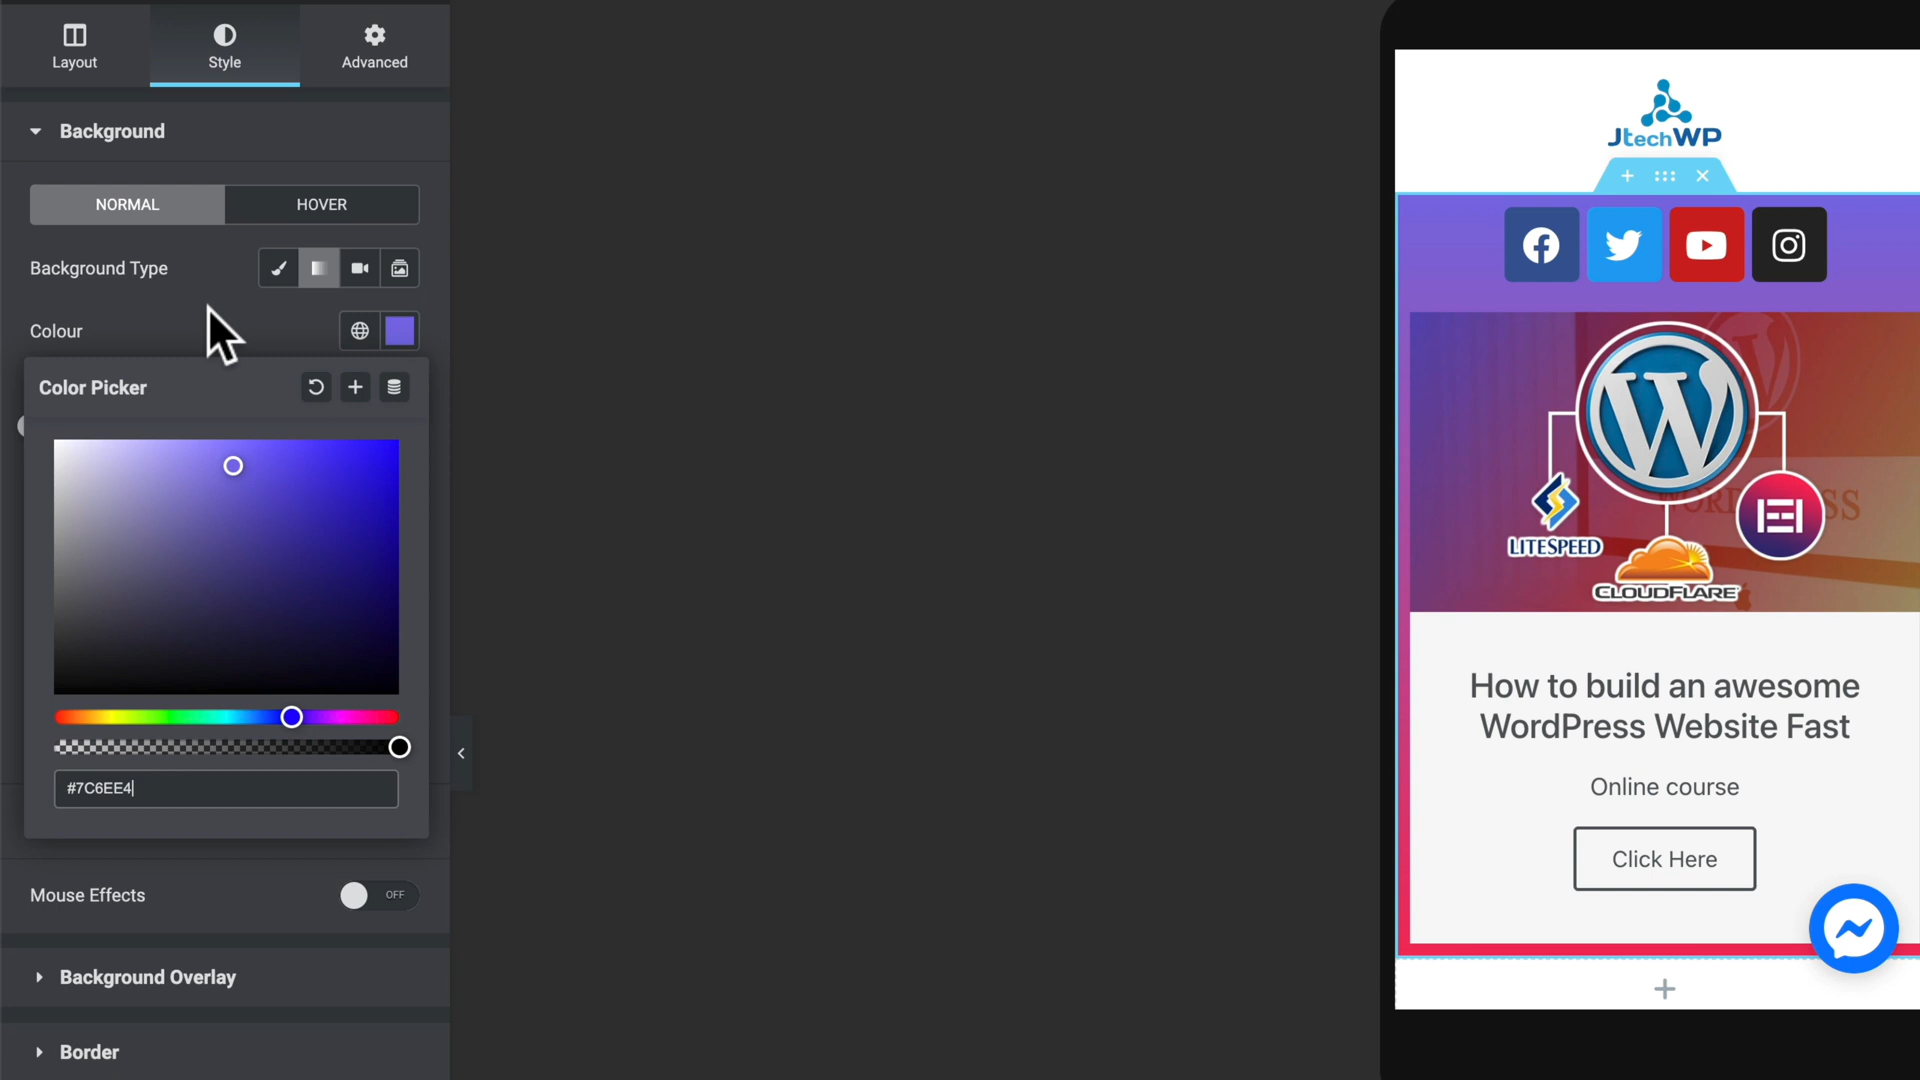 Layout
Style
Advanced
Background
NORMAL
HOVER
Background Type
Colour
Color Picker
#7C6EE4
Mouse Effects
OFF
Background Overlay
Border
JtechWP
LITESPEED
CLOUDFLARE
How to build an awesome
WordPress Website Fast
Online course
Click Here